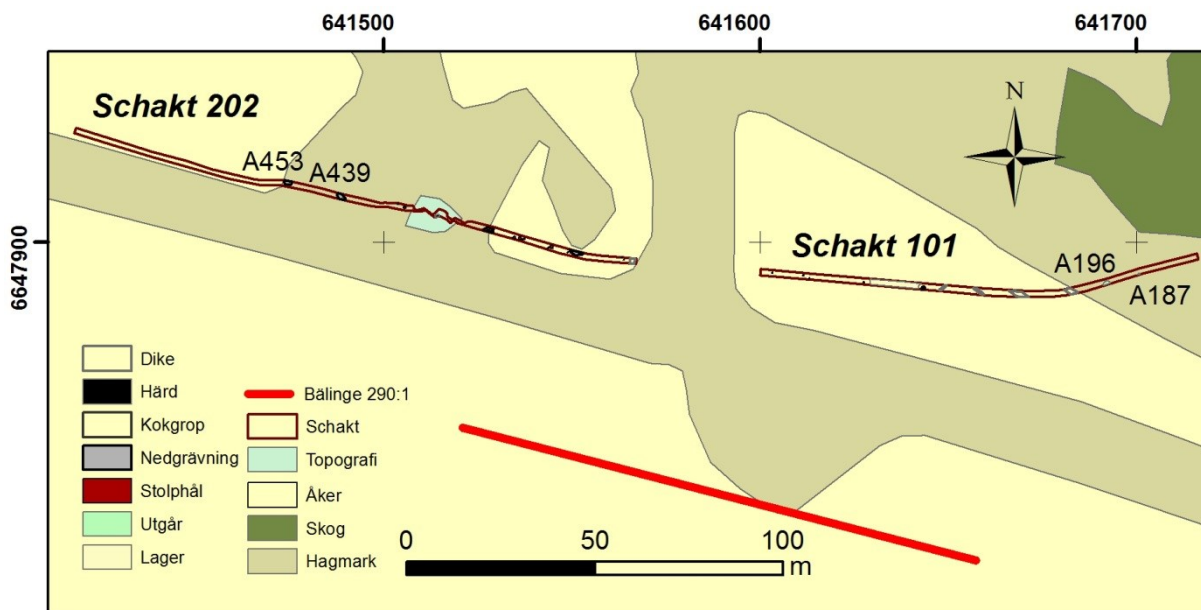 641500 641600 641700
Schakt 202
N
A453
A439
6647900
Schakt 101
A196
A187
Dike
Härd
Kokgrop
Nedgrävning
Stolphål
Utgår
Lager
Bälinge 290:1
Schakt
Topografi
Åker
Skog
Hagmark
0 50 100
m